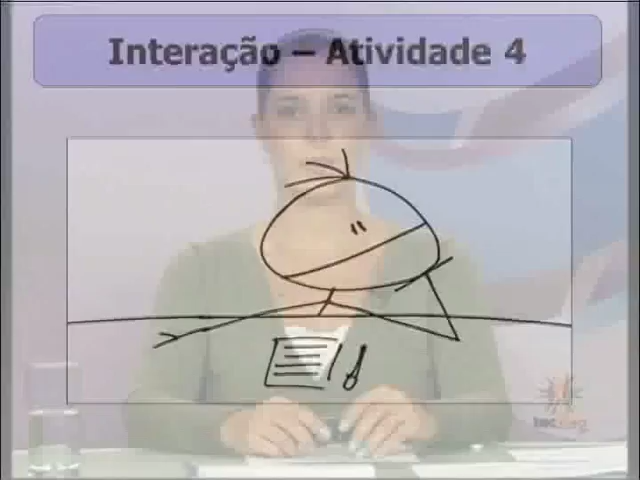 Interação – Atividade 4